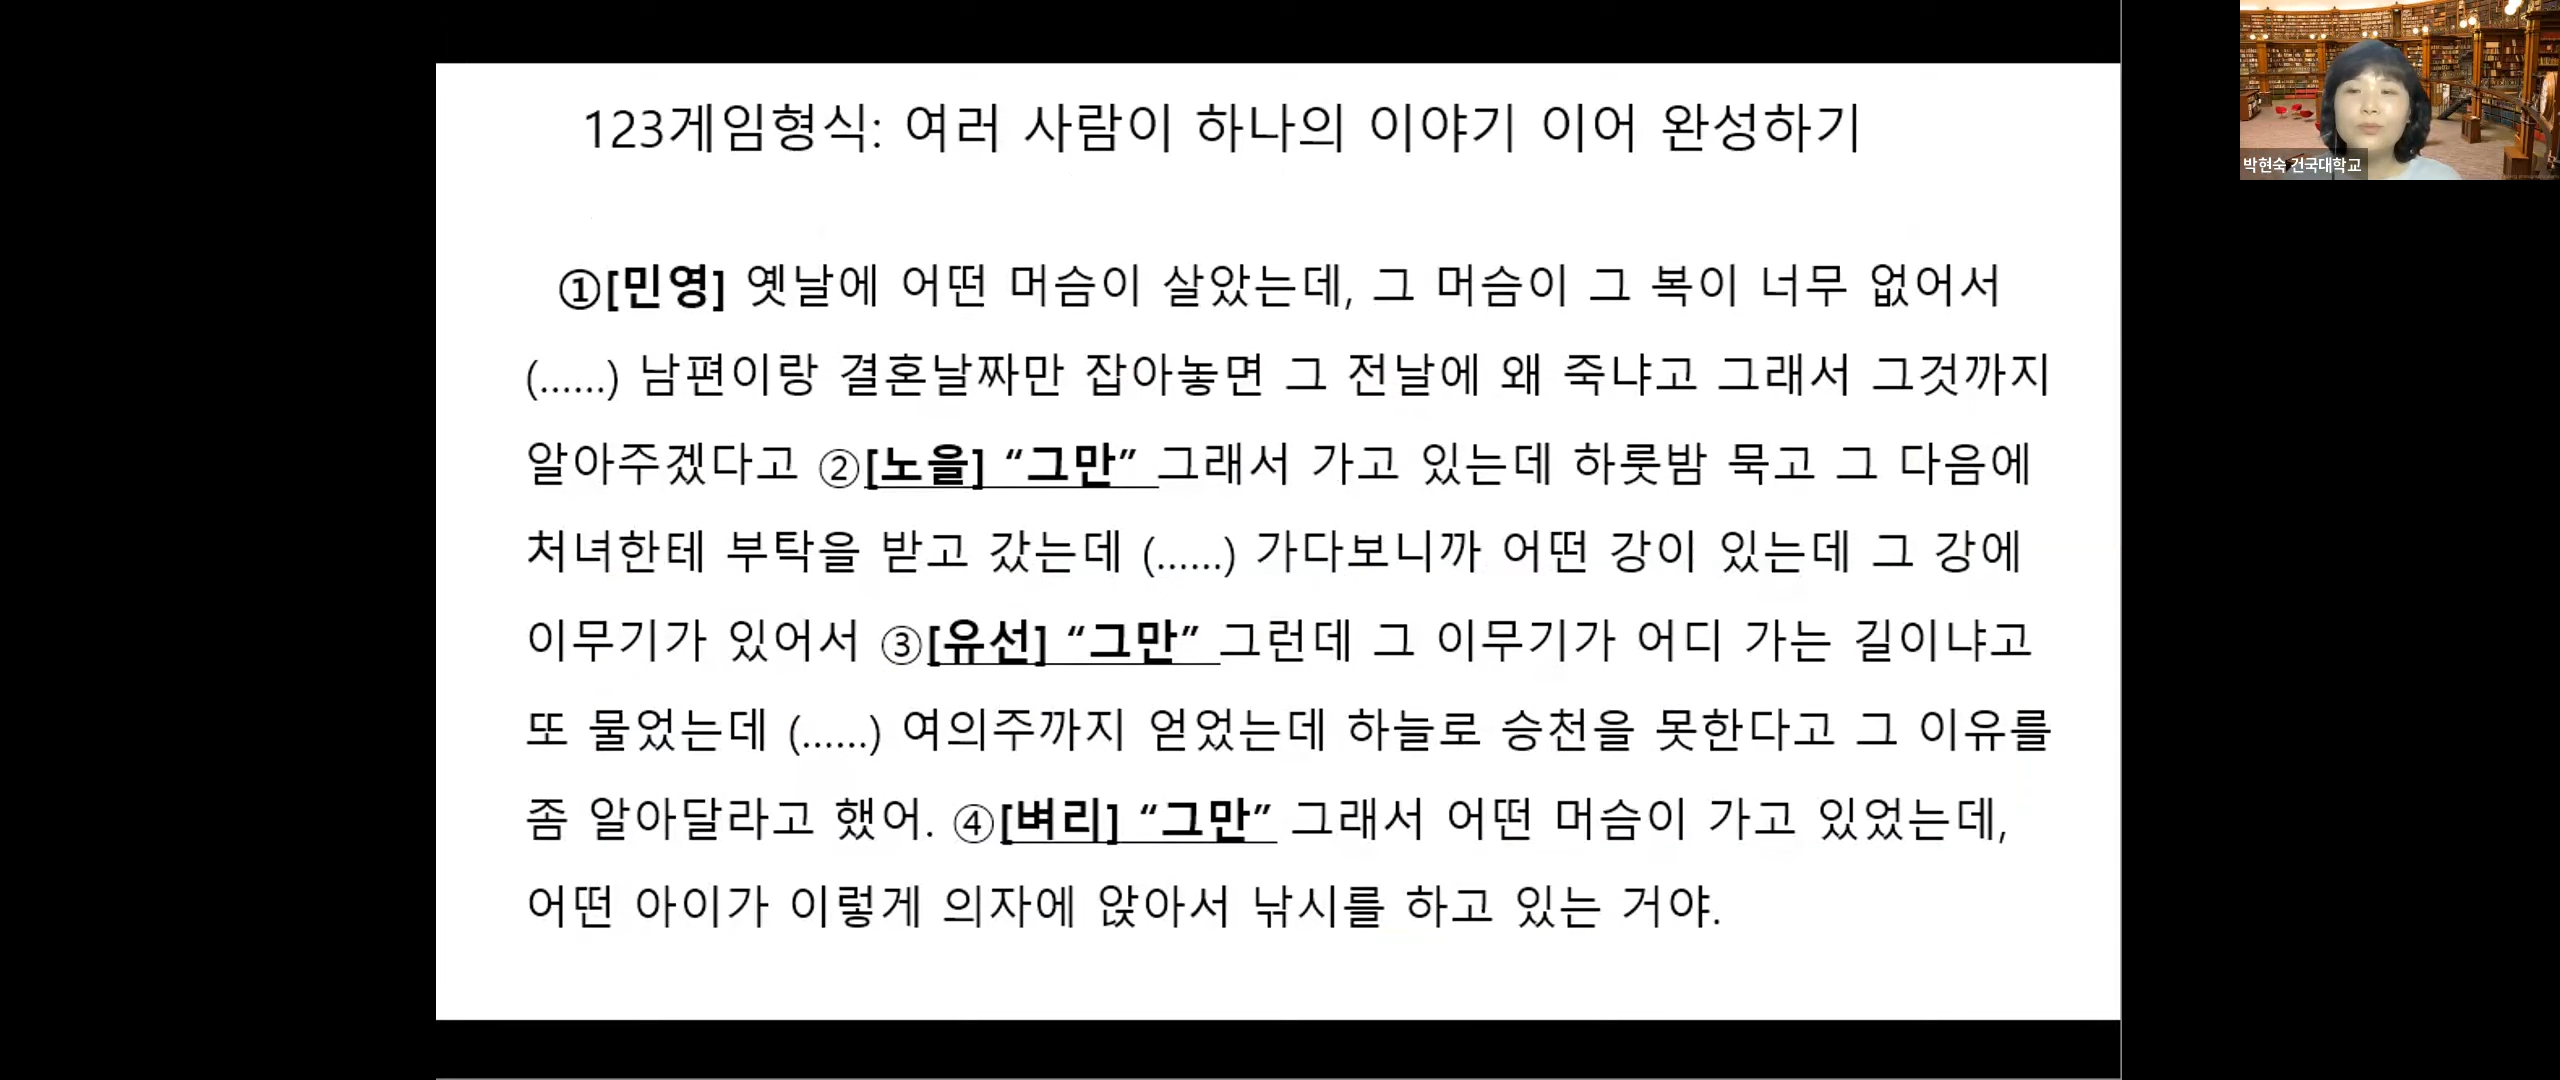 123게임형식: 여러 사람이 하나의 이야기 이어 완성하기
①[민영] 옛날에 어떤 머슴이 살았는데, 그 머슴이 그 복이 너무 없어서
(……) 남편이랑 결혼날짜만 잡아놓면 그 전날에 왜 죽냐고 그래서 그것까지
알아주겠다고 ②[노을] “그만” 그래서 가고 있는데 하룻밤 묵고 그 다음에
처녀한테 부탁을 받고 갔는데 (……) 가다보니까 어떤 강이 있는데 그 강에
이무기가 있어서 ③[유선] “그만” 그런데 그 이무기가 어디 가는 길이냐고
또 물었는데 (……) 여의주까지 얻었는데 하늘로 승천을 못한다고 그 이유를
좀 알아달라고 했어. ④[벼리] “그만” 그래서 어떤 머슴이 가고 있었는데,
어떤 아이가 이렇게 의자에 앉아서 낚시를 하고 있는 거야.
박현숙 건국대학교